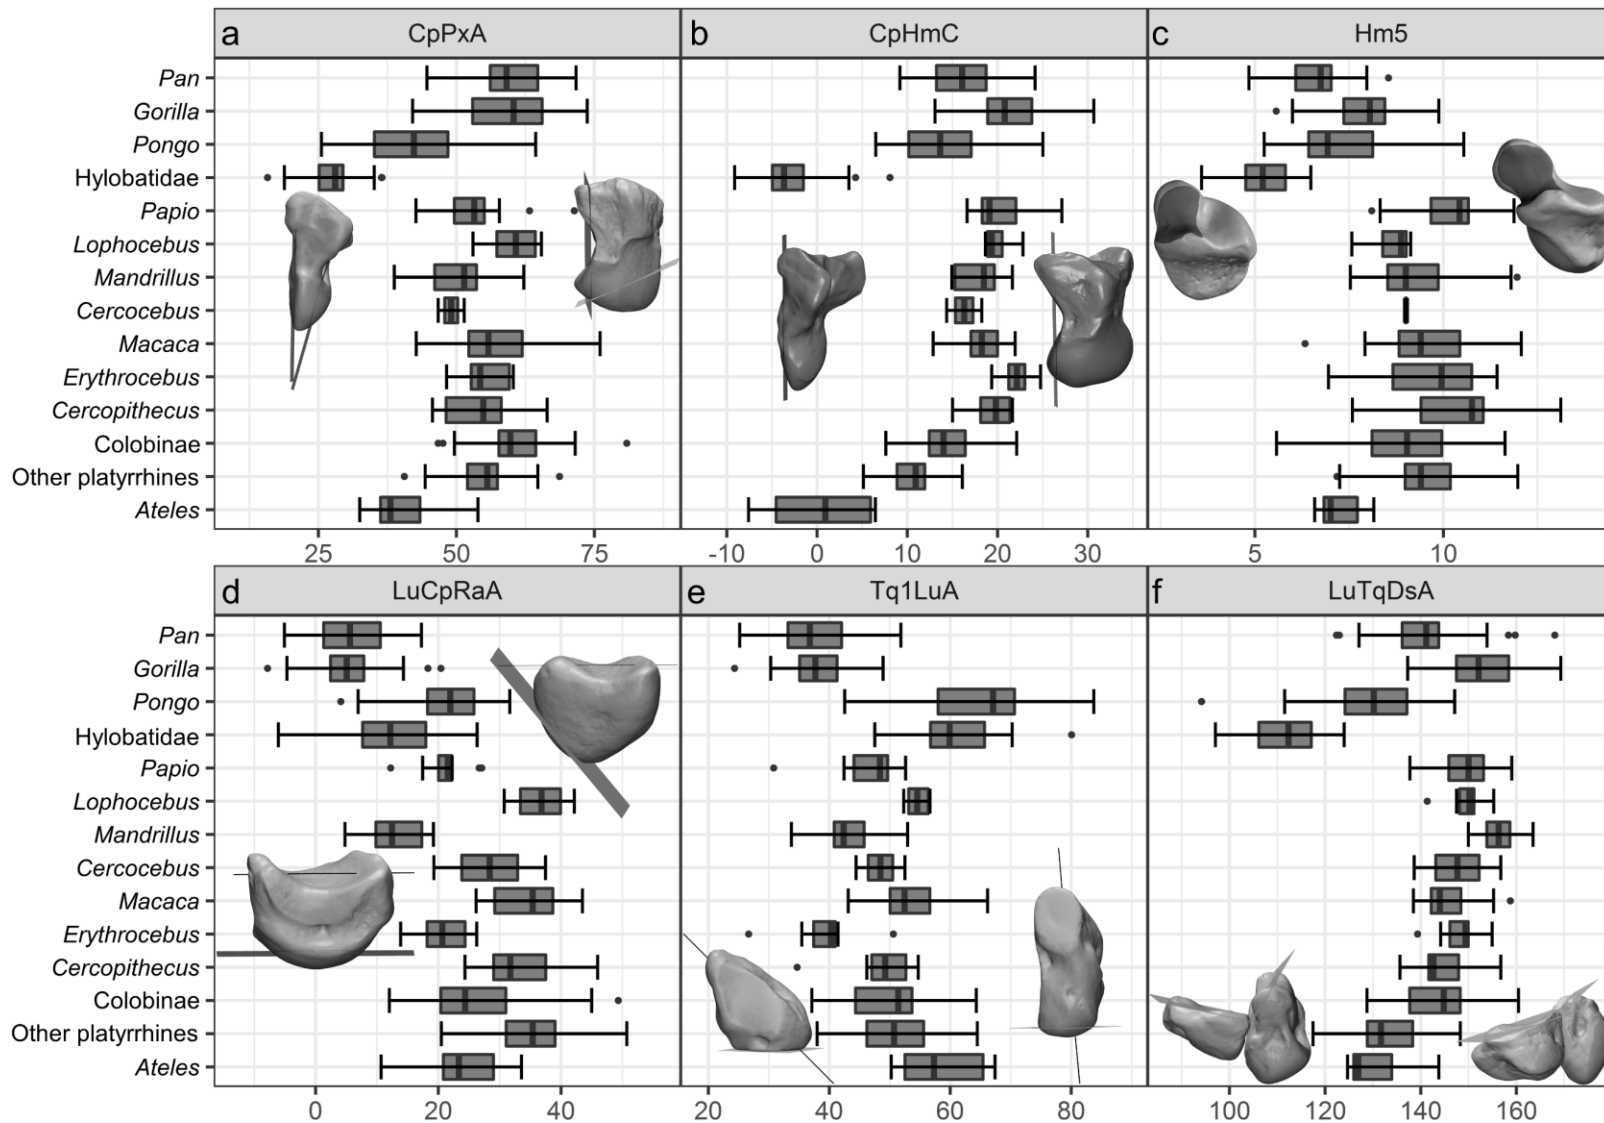 a CpPxA b CpHmC c Hm5
Pan
Gorilla
Pongo
Hylobatidae
Papio
Lophocebus
Mandrillus
Cercocebus
Macaca
Erythrocebus
Cercopithecus
Colobinae
Other platyrrhines
Ateles
25 50 75 -10 0 10 20 30 5 10
d LuCpRaA e Tq1LuA f LuTqDsA
Pan
Gorilla
Pongo
Hylobatidae
Papio
Lophocebus
Mandrillus
Cercocebus
Macaca
Erythrocebus
Cercopithecus
Colobinae
Other platyrrhines
Ateles
0 20 40 20 40 60 80 100 120 140 160